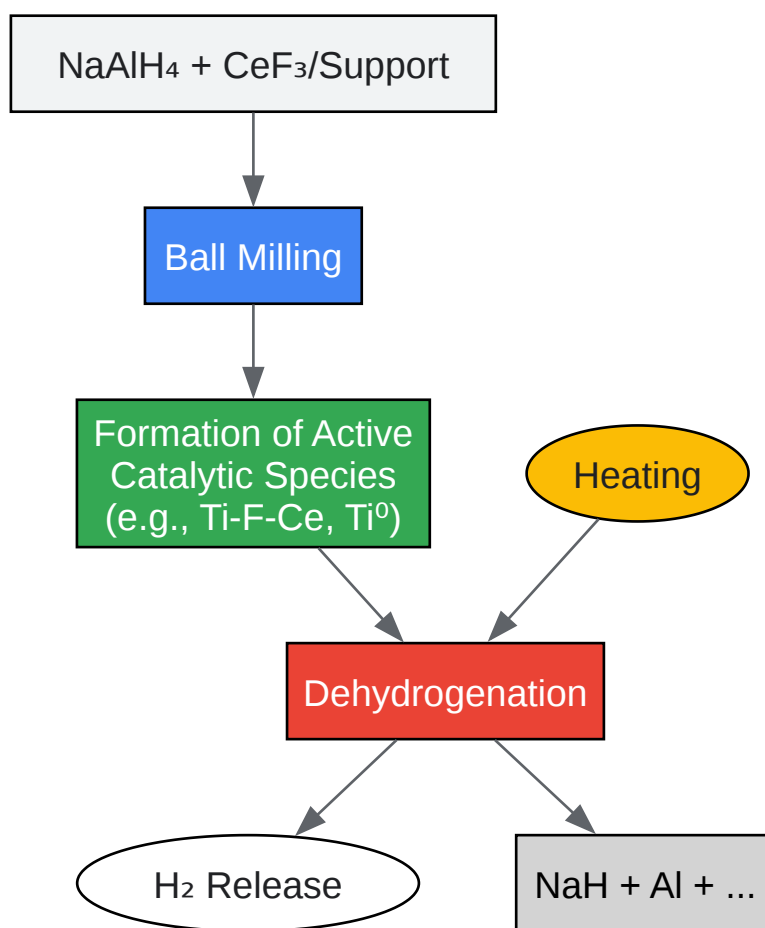 NaAlH₄ + CeF₃/Support
Ball Milling
Formation of Active
Catalytic Species
(e.g., Ti-F-Ce, Ti⁰)
Heating
Dehydrogenation
H₂ Release
NaH + Al + ...